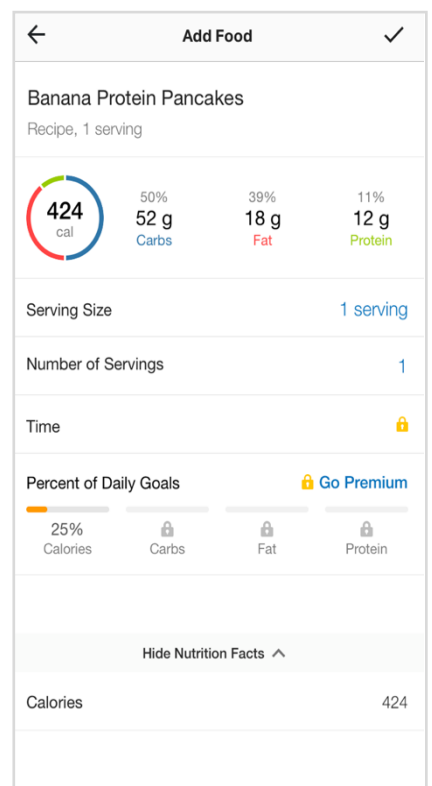 Add Food
Banana Protein Pancakes
Recipe, 1 serving
424
cal
50%
52 g
Carbs
39%
18 g
Fat
11%
12 g
Protein
Serving Size 1 serving
Number of Servings 1
Time
Percent of Daily Goals Go Premium
25%
Calories Carbs Fat Protein
Hide Nutrition Facts
Calories 424